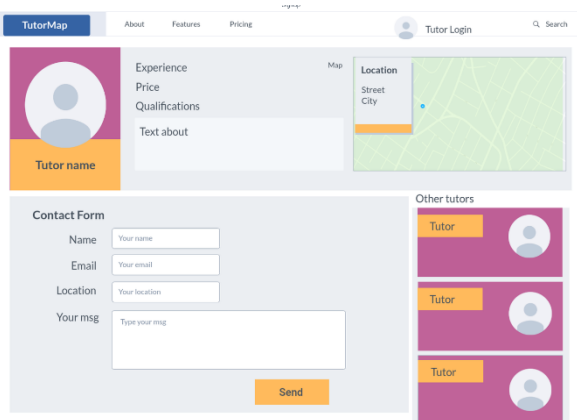 TutorMap
About
Features
Pricing
Tutor Login
Search
Tutor name
Experience
Price
Qualifications
Text about
Map
Location
Street
City
Contact Form
Name
Your name
Email
Your email
Location
Your location
Your msg
Type your msg
Send
Other tutors
Tutor
Tutor
Tutor